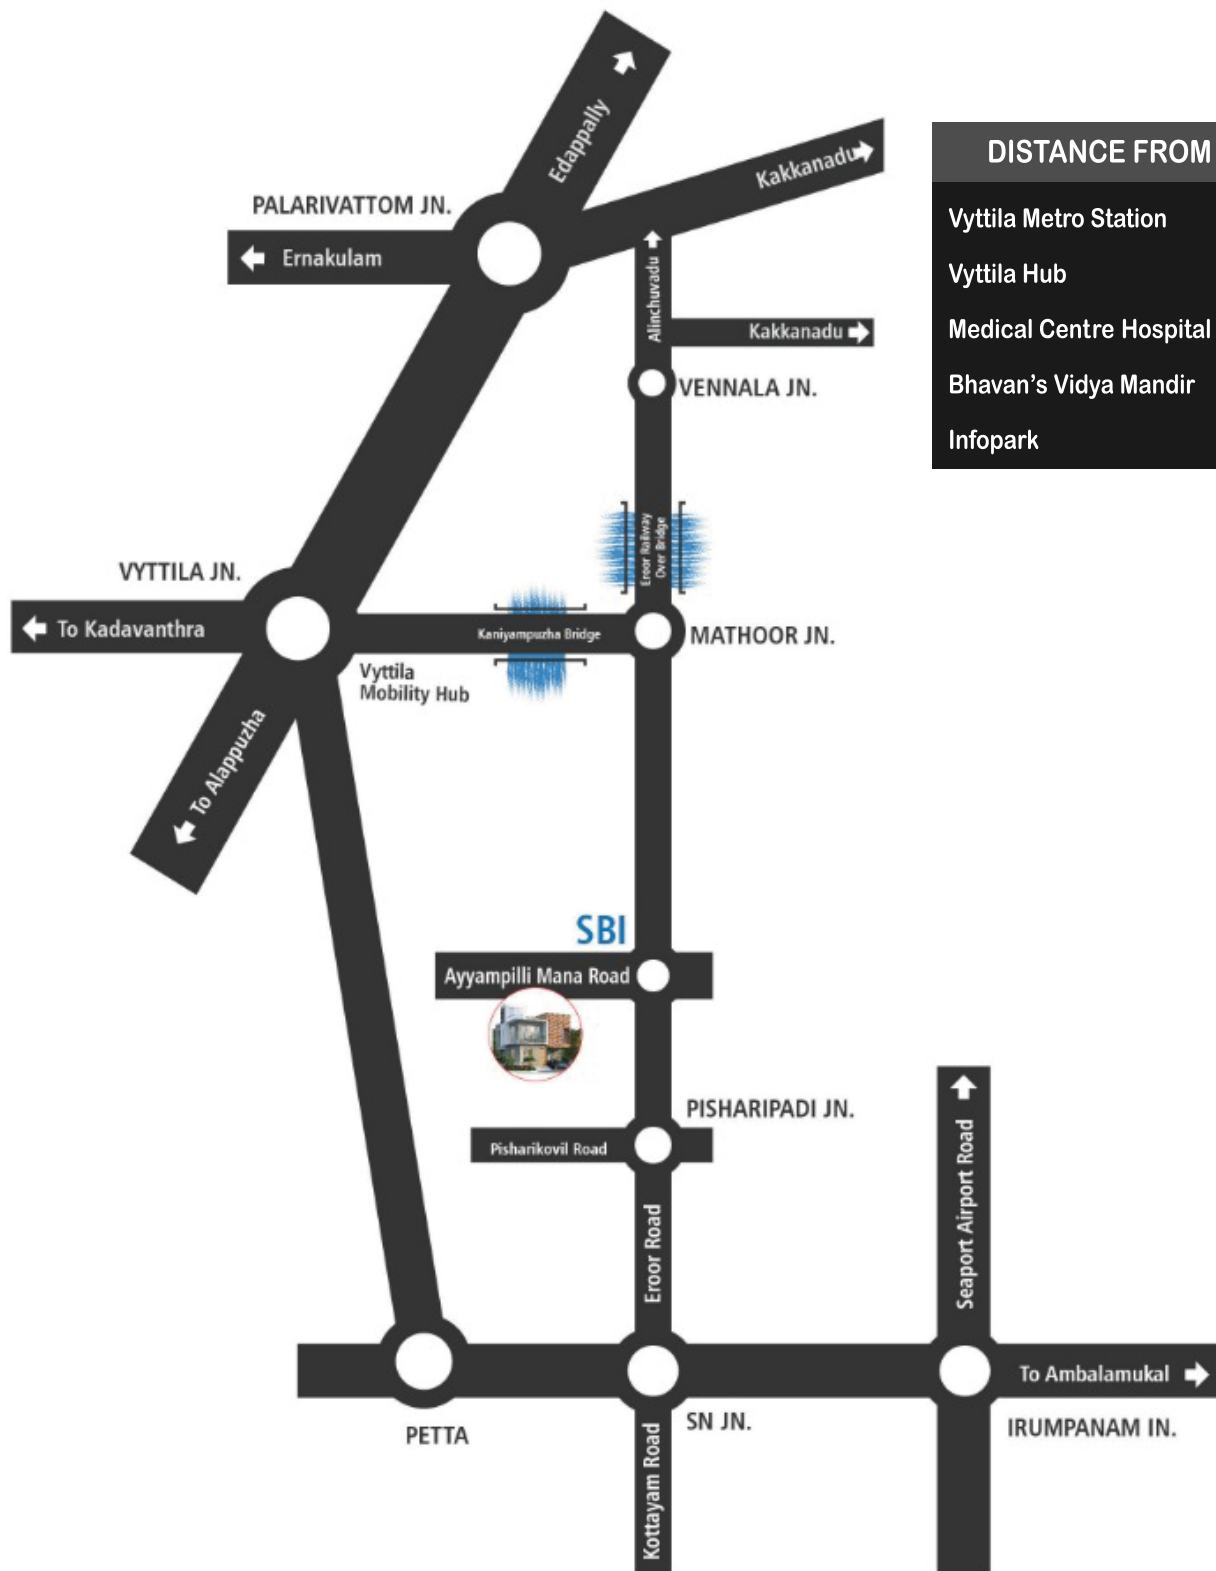 Edappally
Kakkanadu
DISTANCE FROM
PALARIVATTOM JN.
Ernakulam
Vyttila Metro Station
Vyttila Hub
Medical Centre Hospital
Bhavan's Vidya Mandir
Infopark
Alinchuvadu
Kakkanadu
VENNALA JN.
Eroor Railway
Over Bridge
VYTTILA JN.
To Kadavanthra
Kaniyampuzha Bridge
MATHOOR JN.
Vyttila
Mobility Hub
To Alappuzha
SBI
Ayyampilli Mana Road
PISHARIPADI JN.
Pisharikovil Road
Eroor Road
Seaport Airport Road
To Ambalamukal
PETTA
SN JN.
IRUMPANAM IN.
Kottayam Road